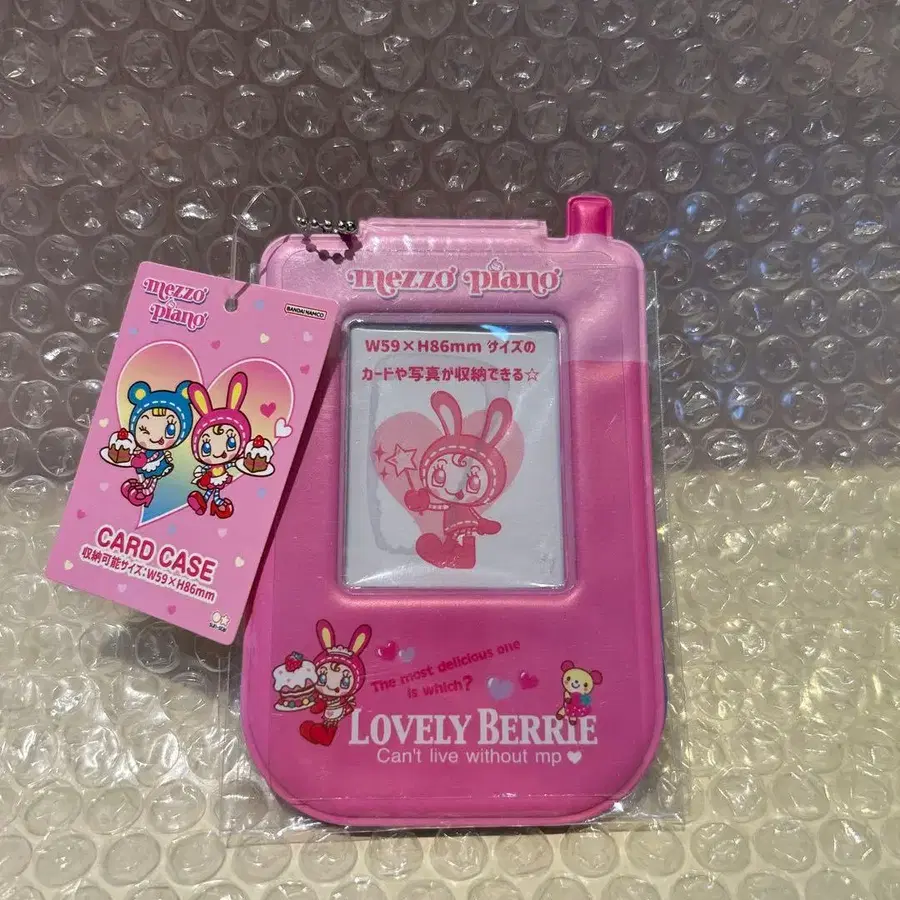 mezzo piano
W59×H86mm サイズの
カードや写真が収納できる☆
The most delicious one
is which?
LOVELY BERRIE
Can't live without mp♥
mezzo
piano
BANDAI NAMCO
CARD CASE
収納可能サイズ:W59×H86mm